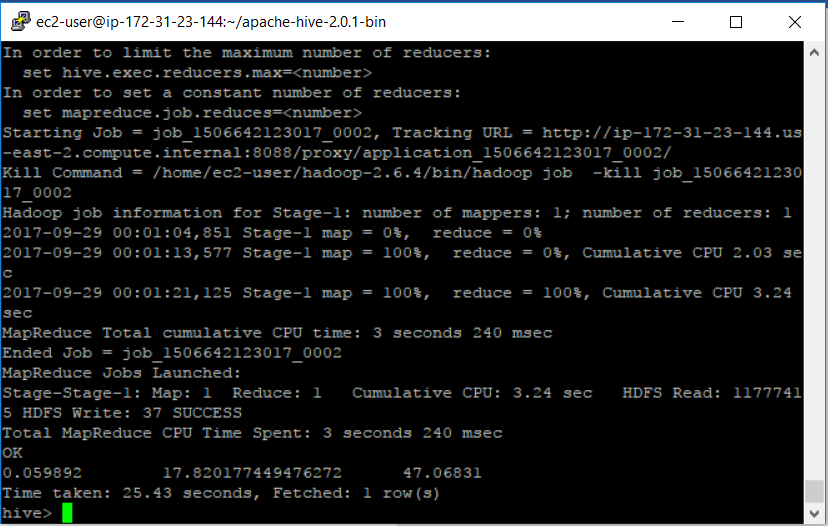 ec2-user@ip-172-31-23-144:~/apache-hive-2.0.1-bin
In order to limit the maximum number of reducers:
  set hive.exec.reducers.max=<number>
In order to set a constant number of reducers:
  set mapreduce.job.reduces=<number>
Starting Job = job_1506642123017_0002, Tracking URL = http://ip-172-31-23-144.us
-east-2.compute.internal:8088/proxy/application_1506642123017_0002/
Kill Command = /home/ec2-user/hadoop-2.6.4/bin/hadoop job  -kill job_15066421230
17_0002
Hadoop job information for Stage-1: number of mappers: 1; number of reducers: 1
2017-09-29 00:01:04,851 Stage-1 map = 0%,  reduce = 0%
2017-09-29 00:01:13,577 Stage-1 map = 100%,  reduce = 0%, Cumulative CPU 2.03 se
c
2017-09-29 00:01:21,125 Stage-1 map = 100%,  reduce = 100%, Cumulative CPU 3.24
sec
MapReduce Total cumulative CPU time: 3 seconds 240 msec
Ended Job = job_1506642123017_0002
MapReduce Jobs Launched:
Stage-Stage-1: Map: 1  Reduce: 1   Cumulative CPU: 3.24 sec   HDFS Read: 1177741
5 HDFS Write: 37 SUCCESS
Total MapReduce CPU Time Spent: 3 seconds 240 msec
OK
0.059892        17.820177449476272      47.06831
Time taken: 25.43 seconds, Fetched: 1 row(s)
hive>